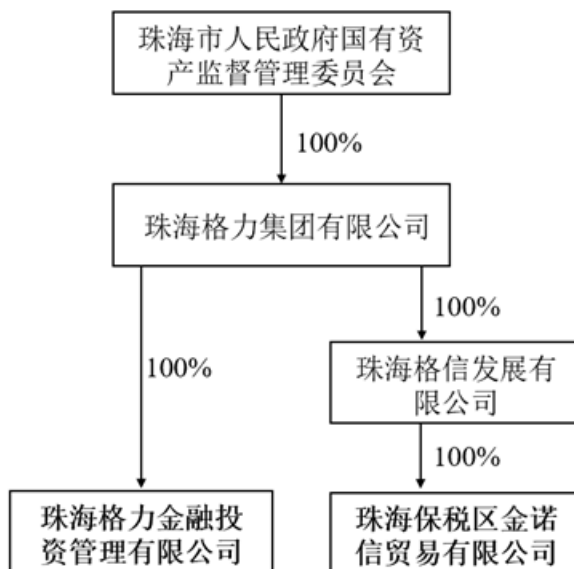 珠海市人民政府国有资
产监督管理委员会
100%
珠海格力集团有限公司
100%
100%
珠海格信发展有
限公司
100%
珠海格力金融投
资管理有限公司
珠海保税区金诺
信贸易有限公司